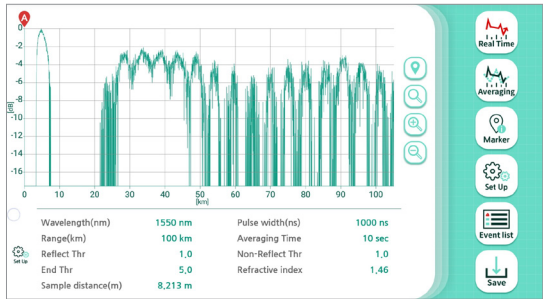 A
0
-2
-4
-6
-8
-10
-12
-14
-16
[dB]
0 10 20 30 40 50 60 70 80 90 100
[km]
Wavelength(nm) 1550 nm Pulse width(ns) 1000 ns
Range(km) 100 km Averaging Time 10 sec
Reflect Thr 1.0 Non-Reflect Thr 1.0
End Thr 5.0 Refractive index 1.46
Sample distance(m) 8,213 m
Set Up
Real Time
Averaging
Marker
Set Up
Event list
Save